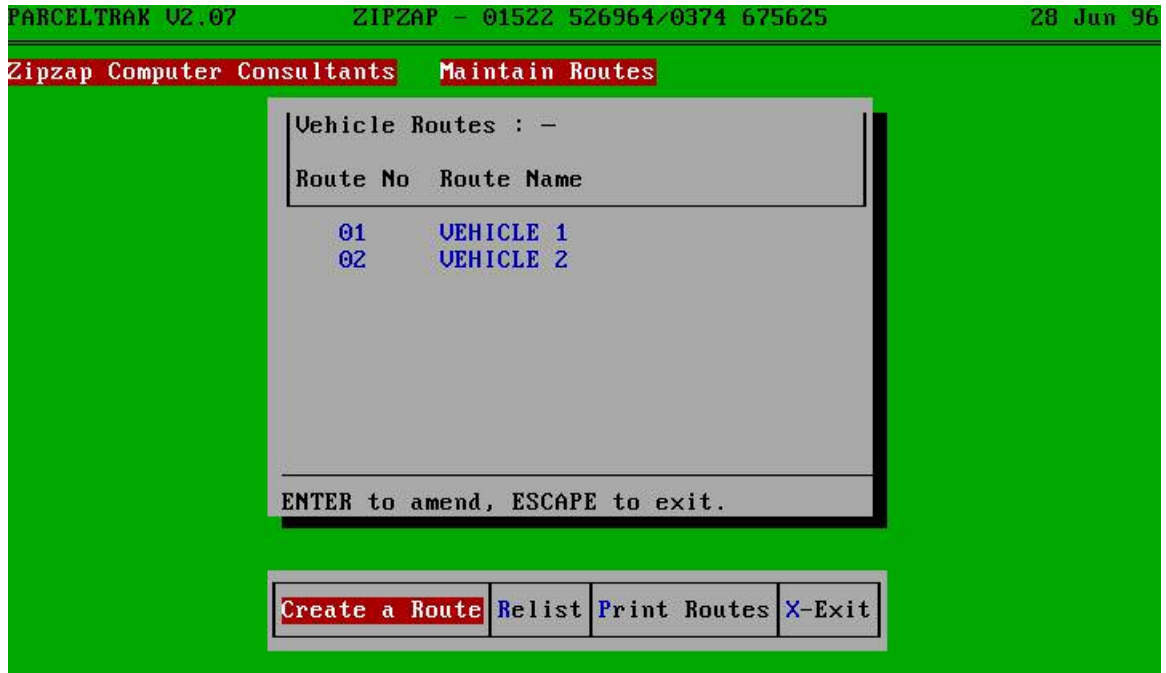 PARCELTRAK V2.07 ZIPZAP - 01522 526964/0374 675625 28 Jun 96
Zipzap Computer Consultants Maintain Routes
Vehicle Routes : -
Route No Route Name
01 VEHICLE 1
02 VEHICLE 2
ENTER to amend, ESCAPE to exit.
Create a Route Relist Print Routes X-Exit